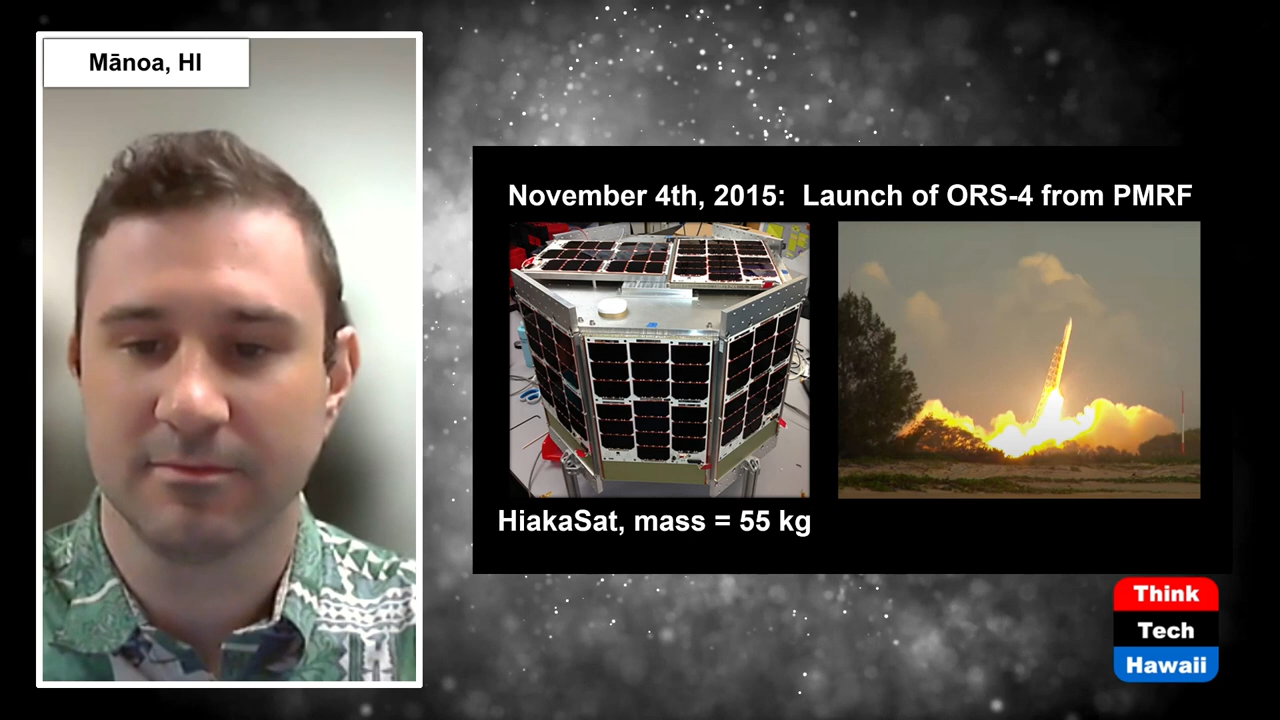 Mānoa, HI
November 4th, 2015:  Launch of ORS-4 from PMRF
HiakaSat, mass = 55 kg
Think
Tech
Hawaii